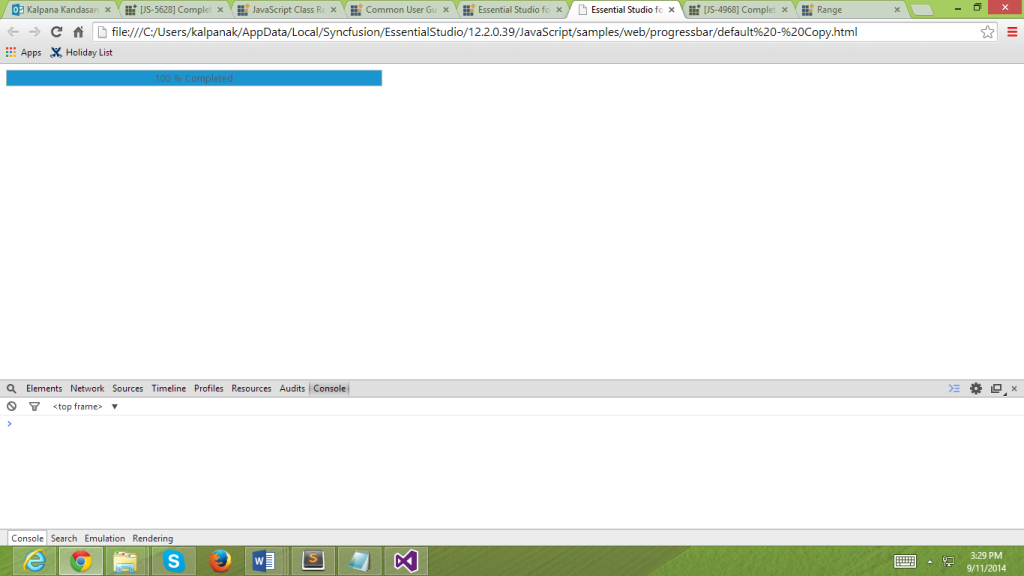 Kalpana Kandasan
[JS-5628] Complet
JavaScript Class Re
Common User Gu
Essential Studio fo
Essential Studio fo
[JS-4968] Complet
Range
file:///C:/Users/kalpanak/AppData/Local/Syncfusion/EssentialStudio/12.2.0.39/JavaScript/samples/web/progressbar/default%20-%20Copy.html
Apps Holiday List
100 % Completed
Elements Network Sources Timeline Profiles Resources Audits Console
<top frame>
Console Search Emulation Rendering
3:29 PM
9/11/2014